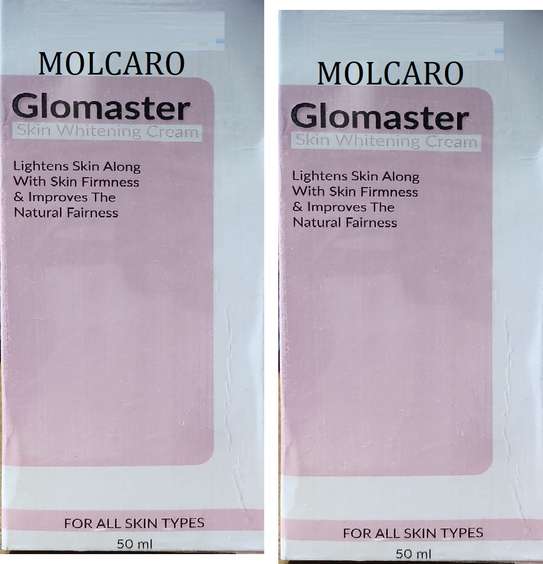 MOLCARO
Glomaster
Skin Whitening Cream
Lightens Skin Along
With Skin Firmness
& Improves The
Natural Fairness
FOR ALL SKIN TYPES
50 ml
MOLCARO
Glomaster
Skin Whitening Cream
Lightens Skin Along
With Skin Firmness
& Improves The
Natural Fairness
FOR ALL SKIN TYPES
50 ml